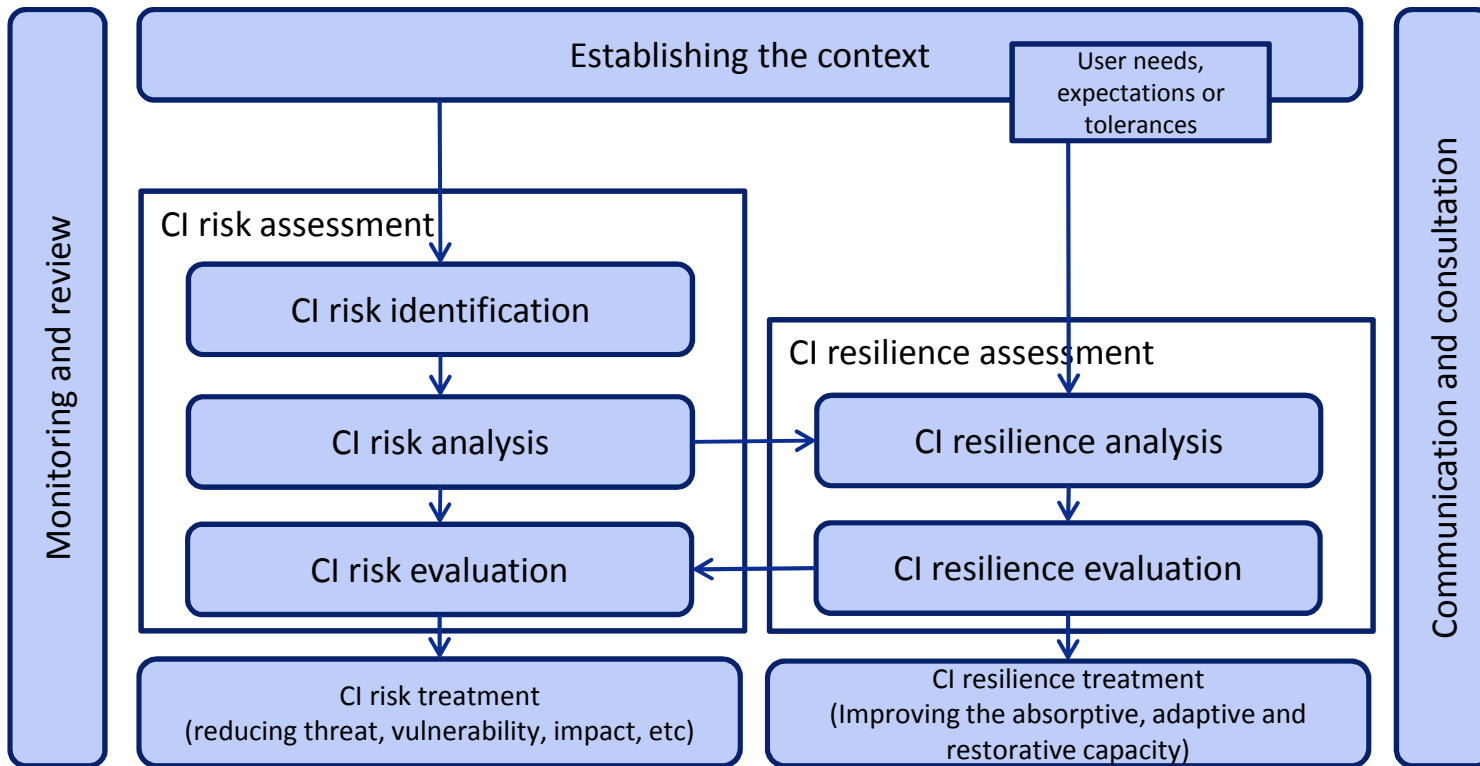 Monitoring and review
Establishing the context
User needs,
expectations or
tolerances
CI risk assessment
CI risk identification
CI risk analysis
CI risk evaluation
CI resilience assessment
CI resilience analysis
CI resilience evaluation
CI risk treatment
(reducing threat, vulnerability, impact, etc)
CI resilience treatment
(Improving the absorptive, adaptive and
restorative capacity)
Communication and consultation